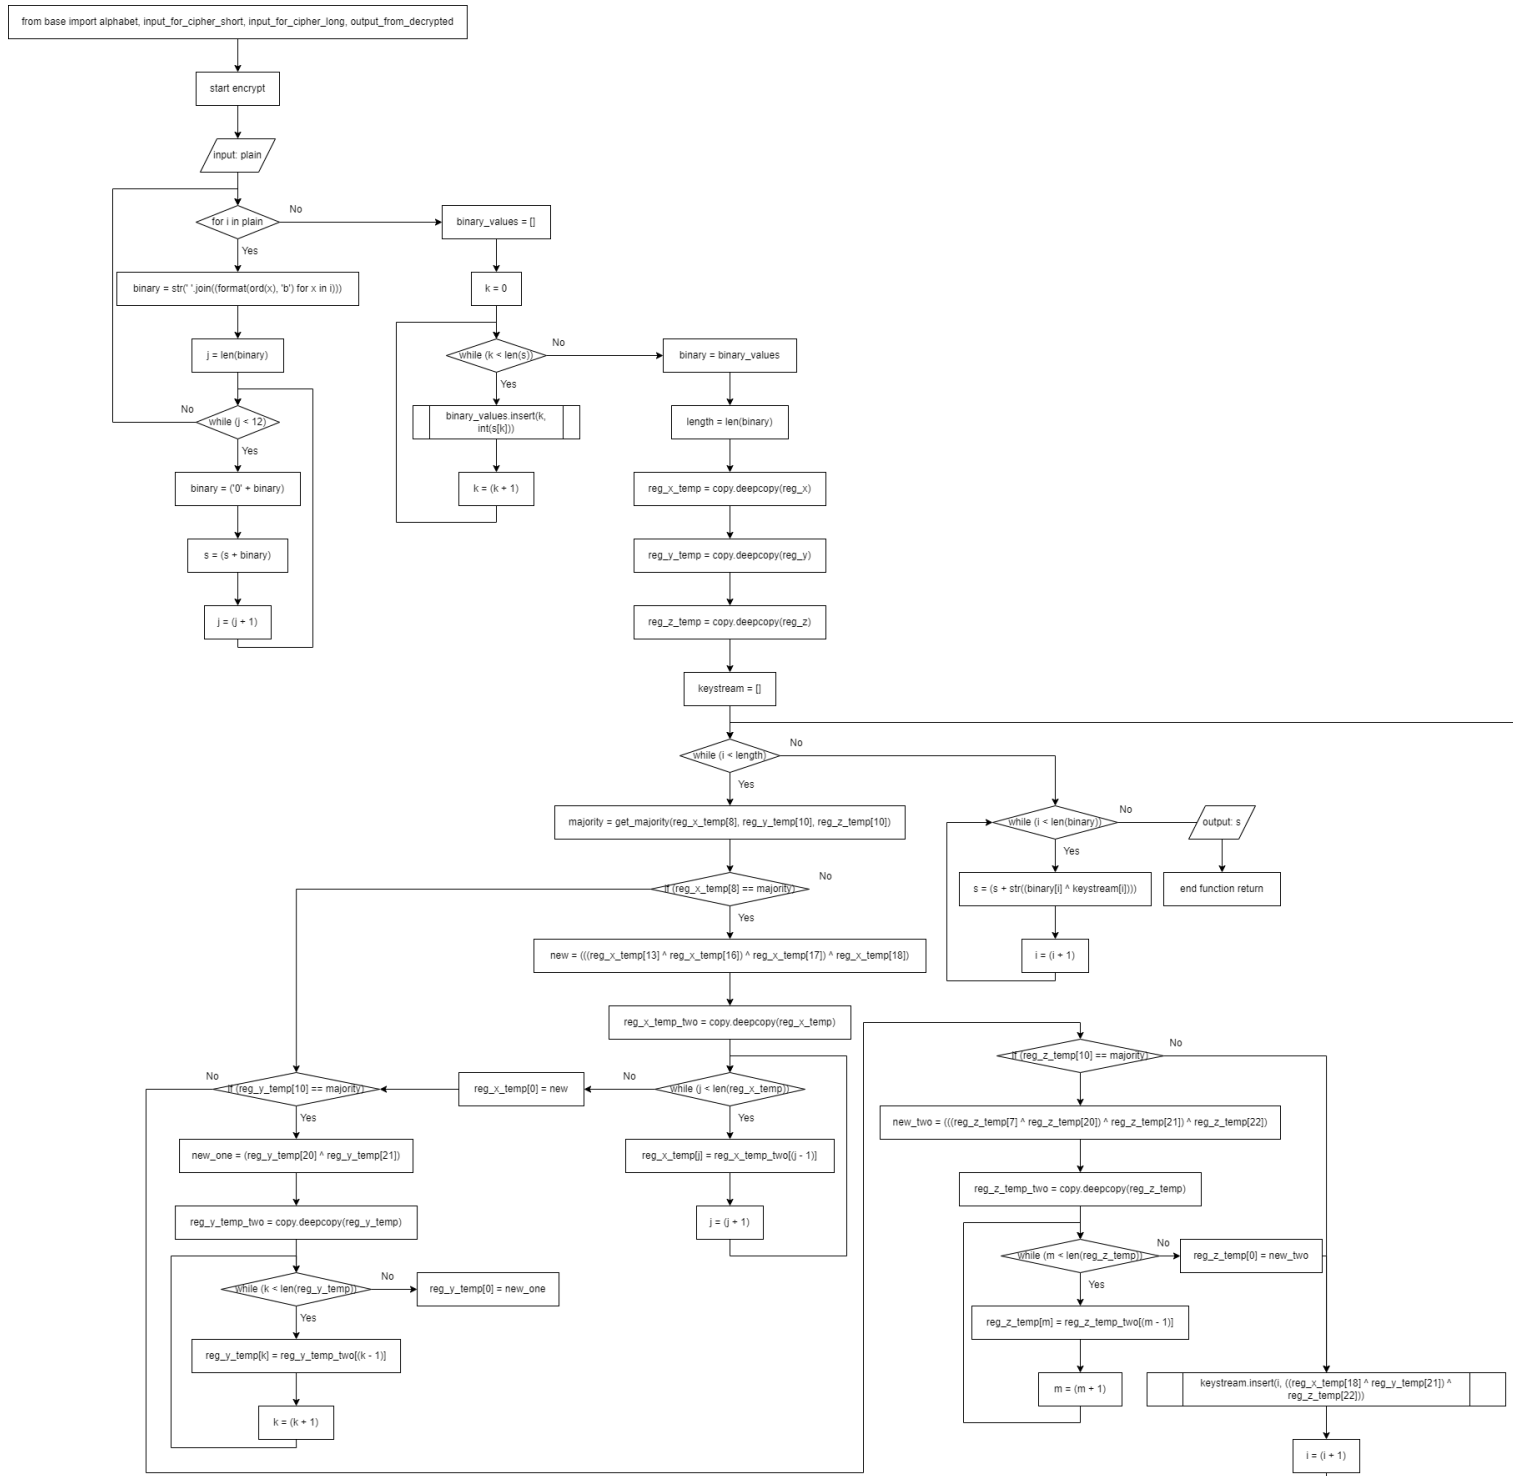 from base import alphabet, input_for_cipher_short, input_for_cipher_long, output_from_decrypted
start encrypt
input: plain
for i in plain
No
Yes
binary = str(' '.join((format(ord(x), 'b') for x in i)))
j = len(binary)
while (j < 12)
No
Yes
binary = ('0' + binary)
s = (s + binary)
j = (j + 1)
binary_values = []
k = 0
while (k < len(s))
No
Yes
binary_values.insert(k,
int(s[k]))
k = (k + 1)
binary = binary_values
length = len(binary)
reg_x_temp = copy.deepcopy(reg_x)
reg_y_temp = copy.deepcopy(reg_y)
reg_z_temp = copy.deepcopy(reg_z)
keystream = []
while (i < length)
No
Yes
majority = get_majority(reg_x_temp[8], reg_y_temp[10], reg_z_temp[10])
if (reg_x_temp[8] == majority)
No
Yes
new = (((reg_x_temp[13] ^ reg_x_temp[16]) ^ reg_x_temp[17]) ^ reg_x_temp[18])
reg_x_temp_two = copy.deepcopy(reg_x_temp)
while (j < len(reg_x_temp))
No
Yes
reg_x_temp[0] = new
reg_x_temp[j] = reg_x_temp_two[(j - 1)]
j = (j + 1)
if (reg_y_temp[10] == majority)
No
Yes
new_one = (reg_y_temp[20] ^ reg_y_temp[21])
reg_y_temp_two = copy.deepcopy(reg_y_temp)
while (k < len(reg_y_temp))
No
Yes
reg_y_temp[0] = new_one
reg_y_temp[k] = reg_y_temp_two[(k - 1)]
k = (k + 1)
while (i < len(binary))
No
Yes
output: s
end function return
s = (s + str((binary[i] ^ keystream[i])))
i = (i + 1)
if (reg_z_temp[10] == majority)
No
new_two = (((reg_z_temp[7] ^ reg_z_temp[20]) ^ reg_z_temp[21]) ^ reg_z_temp[22])
reg_z_temp_two = copy.deepcopy(reg_z_temp)
while (m < len(reg_z_temp))
No
Yes
reg_z_temp[0] = new_two
reg_z_temp[m] = reg_z_temp_two[(m - 1)]
m = (m + 1)
keystream.insert(i, ((reg_x_temp[18] ^ reg_y_temp[21]) ^
reg_z_temp[22]))
i = (i + 1)